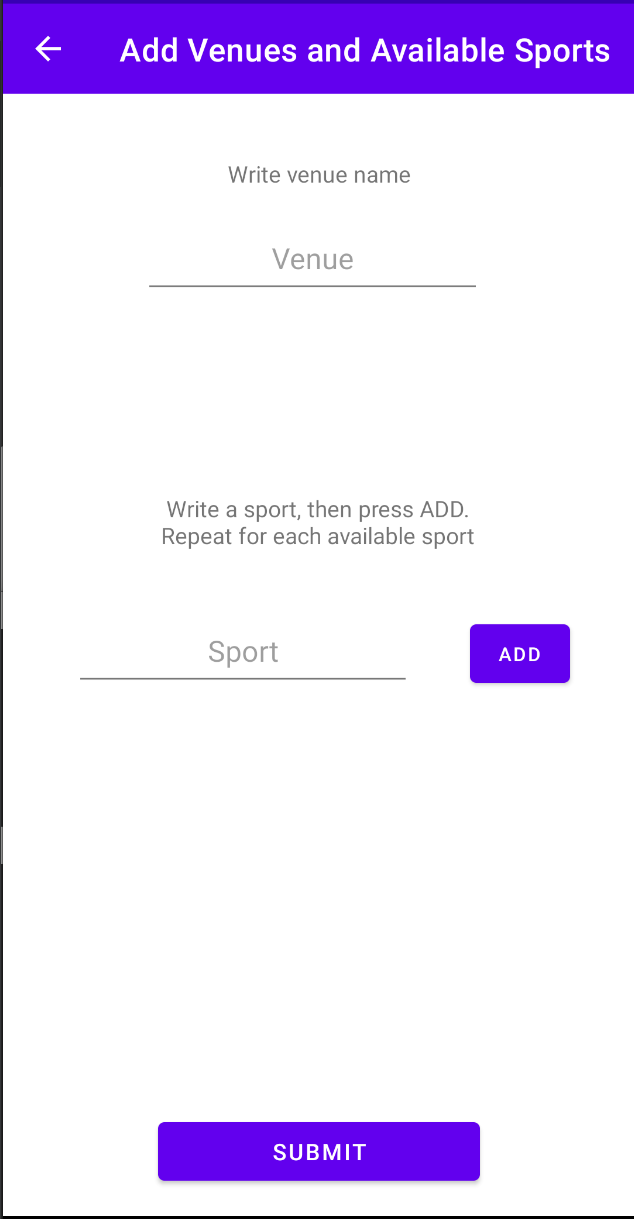 Add Venues and Available Sports
Write venue name
Venue
Write a sport, then press ADD.
Repeat for each available sport
Sport
ADD
SUBMIT